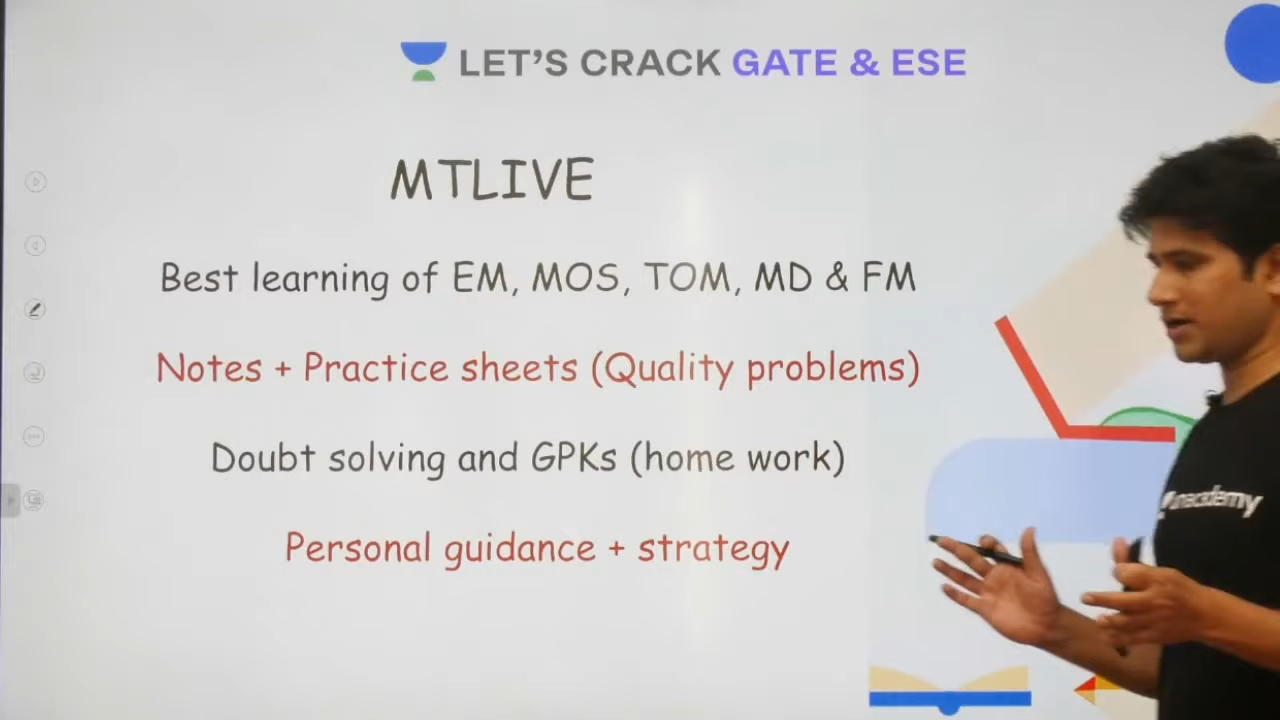 LET'S CRACK GATE & ESE
MTLIVE
Best learning of EM, MOS, TOM, MD & FM
Notes + Practice sheets (Quality problems)
Doubt solving and GPKs (home work)
Personal guidance + strategy
unacademy